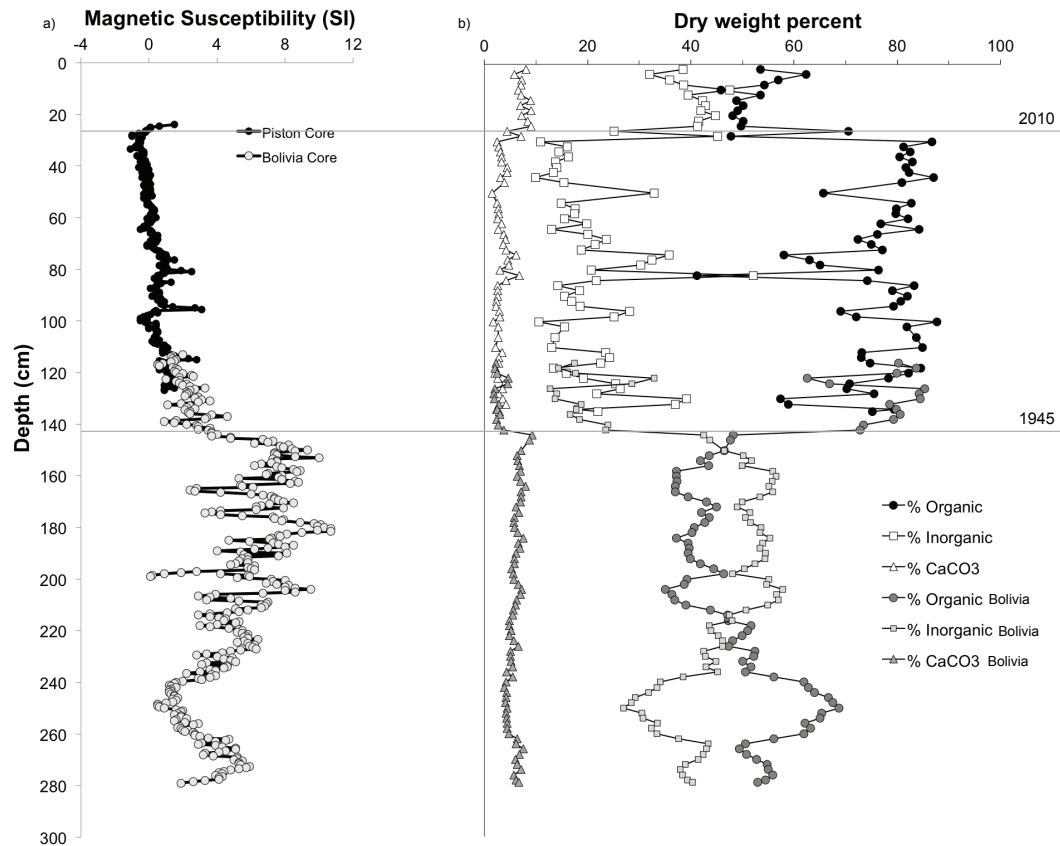 a) Magnetic Susceptibility (SI)
-4 0 4 8 12
b) Dry weight percent
0 20 40 60 80 100
Depth (cm)
0
20
40
60
80
100
120
140
160
180
200
220
240
260
280
300
Piston Core
Bolivia Core
2010
1945
% Organic
% Inorganic
% CaCO3
% Organic Bolivia
% Inorganic Bolivia
% CaCO3 Bolivia